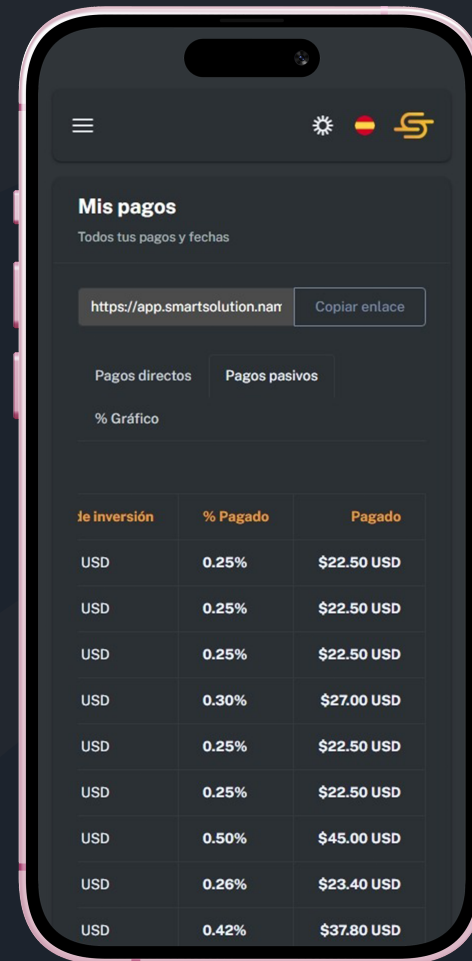 Mis pagos
Todos tus pagos y fechas
https://app.smartsolution.nam Copiar enlace
Pagos directos Pagos pasivos
% Gráfico
de inversión % Pagado Pagado
USD 0.25% $22.50 USD
USD 0.25% $22.50 USD
USD 0.25% $22.50 USD
USD 0.30% $27.00 USD
USD 0.25% $22.50 USD
USD 0.25% $22.50 USD
USD 0.50% $45.00 USD
USD 0.26% $23.40 USD
USD 0.42% $37.80 USD